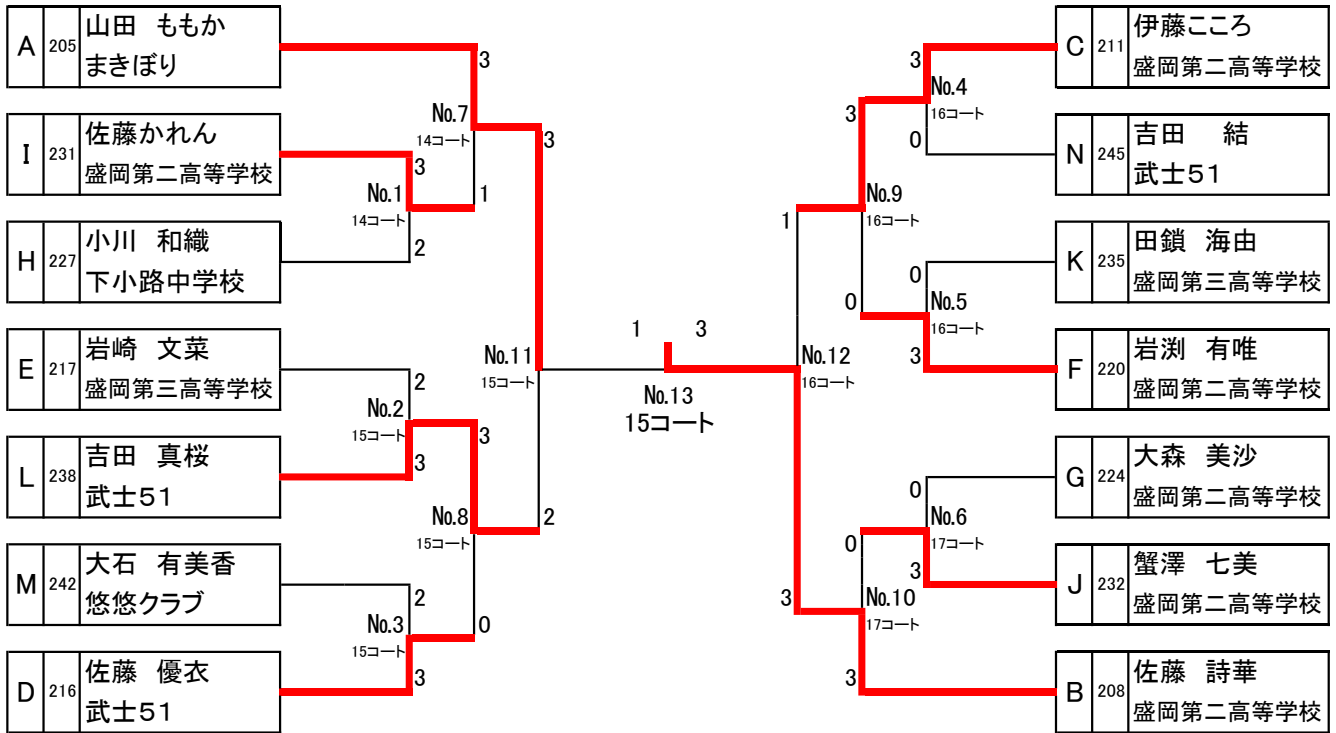 A 205 山田　ももか
まきぼり
I 231 佐藤かれん
盛岡第二高等学校
H 227 小川　和織
下小路中学校
E 217 岩崎　文菜
盛岡第三高等学校
L 238 吉田　真桜
武士51
M 242 大石　有美香
悠悠クラブ
D 216 佐藤　優衣
武士51
3
No.7
14コート
3
No.1
14コート
1
2
3
2
No.2
15コート
3
3
No.8
15コート
2
No.3
15コート
0
3
No.11
15コート
2
1 3
No.13
15コート
3
No.4
16コート
0
3
No.9
16コート
1
0
No.5
16コート
0
3
No.12
16コート
0
No.6
17コート
0
3
No.10
17コート
3
3
C 211 伊藤こころ
盛岡第二高等学校
N 245 吉田　結
武士51
K 235 田鎖　海由
盛岡第三高等学校
F 220 岩渕　有唯
盛岡第二高等学校
G 224 大森　美沙
盛岡第二高等学校
J 232 蟹澤　七美
盛岡第二高等学校
B 208 佐藤　詩華
盛岡第二高等学校